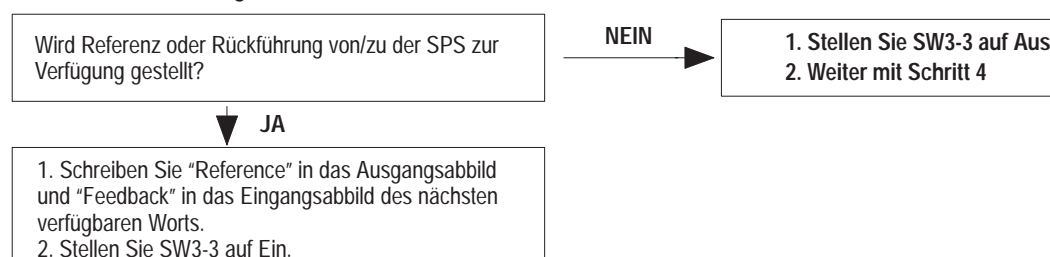 Wird Referenz oder Rückführung von/zu der SPS zur
Verfügung gestellt?
NEIN
1. Stellen Sie SW3-3 auf Aus
2. Weiter mit Schritt 4
JA
1. Schreiben Sie “Reference” in das Ausgangsabbild
und “Feedback” in das Eingangsabbild des nächsten
verfügbaren Worts.
2. Stellen Sie SW3-3 auf Ein.